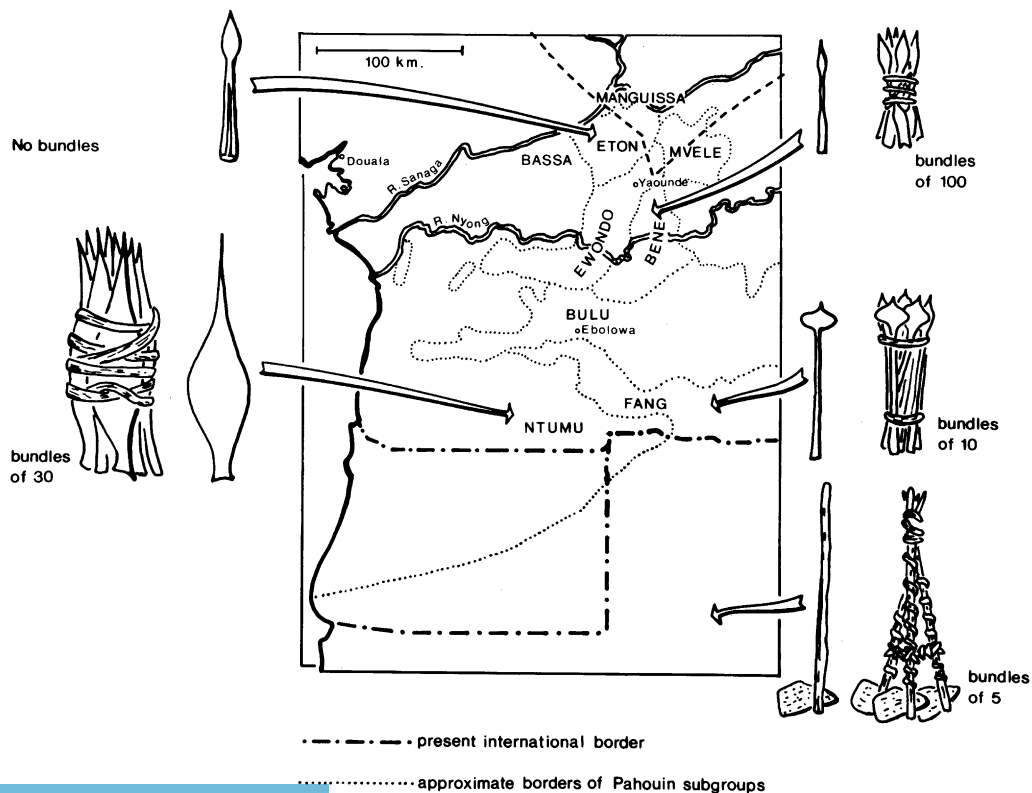 100 km.
MANGUISSA
No bundles
BASSA
ETON
MVELE
Douala
R. Sanaga
Yaoundé
bundles
of 100
R. Nyong
EWONDO
BENE
BULU
Ebolowa
FANG
NTUMU
bundles
of 30
bundles
of 10
bundles
of 5
present international border
approximate borders of Pahouin subgroups